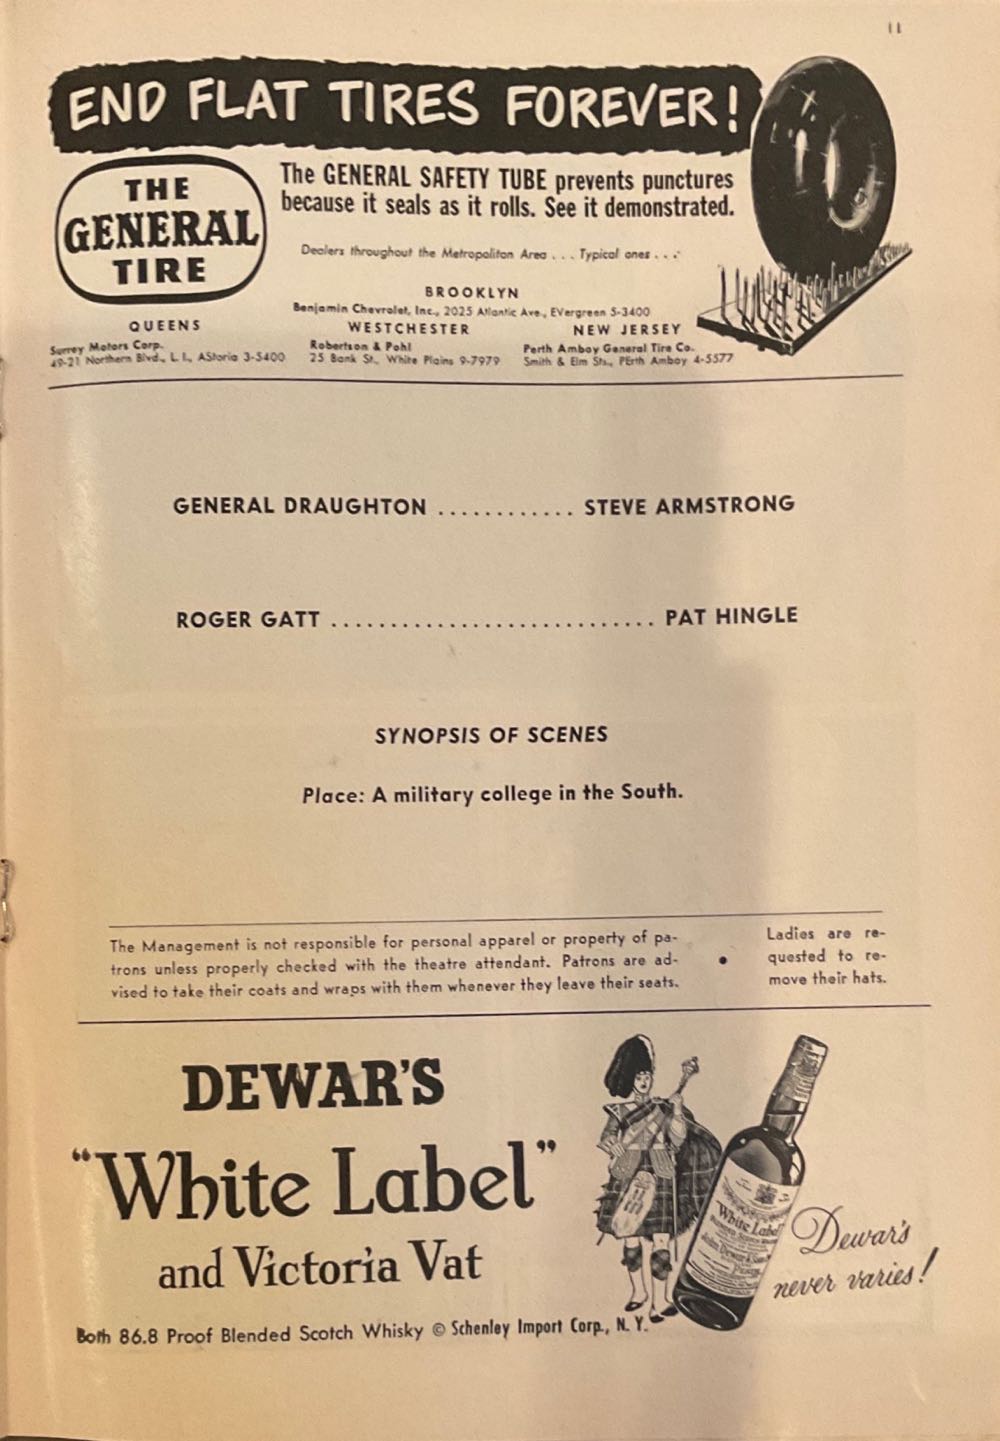 11
END FLAT TIRES FOREVER!
THE
GENERAL
TIRE
The GENERAL SAFETY TUBE prevents punctures
because it seals as it rolls. See it demonstrated.
Dealers throughout the Metropolitan Area . . . Typical ones . . .
BROOKLYN
Benjamin Chevrolet, Inc., 2025 Atlantic Ave., EVergreen 5-3400
QUEENS
Surrey Motors Corp.
49-21 Northern Blvd., L. I., AStoria 3-5400
WESTCHESTER
Robertson & Pohl
25 Bank St., White Plains 9-7979
NEW JERSEY
Perth Amboy General Tire Co.
Smith & Elm Sts., PErth Amboy 4-5577
GENERAL DRAUGHTON ............ STEVE ARMSTRONG
ROGER GATT ........................... PAT HINGLE
SYNOPSIS OF SCENES
Place: A military college in the South.
The Management is not responsible for personal apparel or property of pa-
trons unless properly checked with the theatre attendant. Patrons are ad-
vised to take their coats and wraps with them whenever they leave their seats.
•
Ladies are re-
quested to re-
move their hats.
DEWAR'S
"White Label"
and Victoria Vat
Both 86.8 Proof Blended Scotch Whisky © Schenley Import Corp., N. Y.
White Label
John Dewar & Sons
Dewar's
never varies!